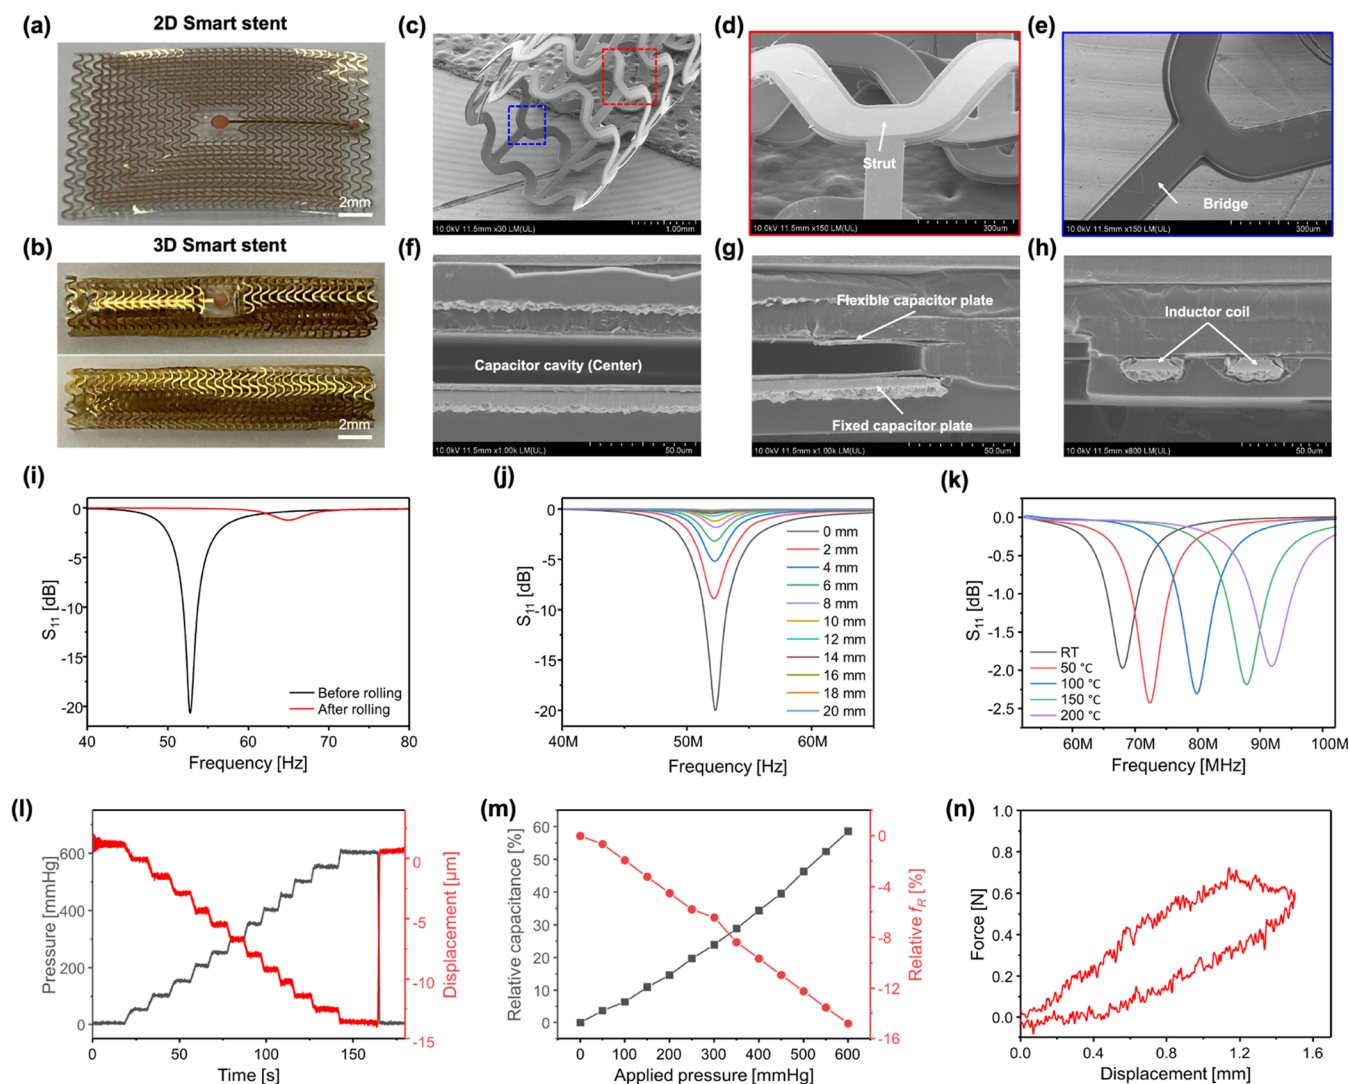 (a)
2D Smart stent
2mm
(b)
3D Smart stent
2mm
(c)
10.0kV 11.5mm x30 LM(UL)
1.00mm
(d)
Strut
10.0kV 11.5mm x150 LM(UL)
300um
(e)
Bridge
10.0kV 11.5mm x150 LM(UL)
300um
(f)
Capacitor cavity (Center)
10.0kV 11.5mm x1.00k LM(UL)
50.0um
(g)
Flexible capacitor plate
Fixed capacitor plate
10.0kV 11.5mm x1.00k LM(UL)
50.0um
(h)
Inductor coil
10.0kV 11.5mm x800 LM(UL)
50.0um
(i)
0
-5
-10
-15
-20
S11 [dB]
Before rolling
After rolling
40 50 60 70 80
Frequency [Hz]
(j)
0
-5
-10
-15
-20
S11 [dB]
0 mm
2 mm
4 mm
6 mm
8 mm
10 mm
12 mm
14 mm
16 mm
18 mm
20 mm
40M 50M 60M
Frequency [Hz]
(k)
0.0
-0.5
-1.0
-1.5
-2.0
-2.5
S11 [dB]
RT
50 °C
100 °C
150 °C
200 °C
60M 70M 80M 90M 100M
Frequency [MHz]
(l)
600
400
200
0
Pressure [mmHg]
0
-5
-10
-15
Displacement [μm]
0 50 100 150
Time [s]
(m)
60
50
40
30
20
10
0
Relative capacitance [%]
0
-4
-8
-12
-16
Relative fR [%]
0 100 200 300 400 500 600
Applied pressure [mmHg]
(n)
1.0
0.8
0.6
0.4
0.2
0.0
Force [N]
0.0 0.4 0.8 1.2 1.6
Displacement [mm]